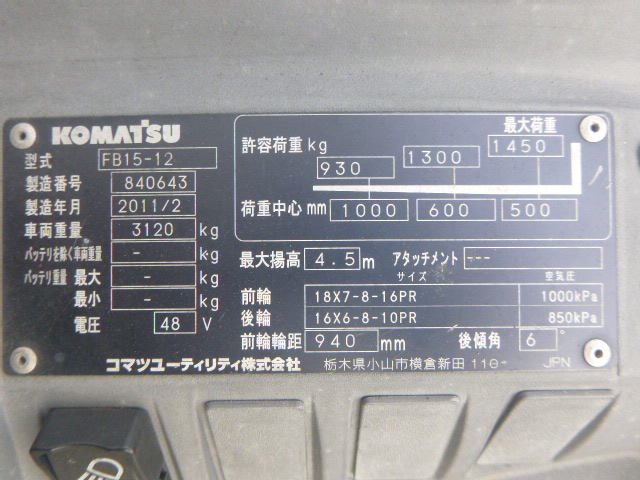 KOMATSU
型式 FB15-12
製造番号 840643
製造年月 2011/2
車両重量 3120 kg
バッテリを除く車両重量 - kg
バッテリ重量 最大 - kg
最小 - kg
電圧 48 V
最大荷重
許容荷重 kg 930 1300 1450
荷重中心 mm 1000 600 500
最大揚高 4.5 m アタッチメント ---
サイズ 空気圧
前輪 18X7-8-16PR 1000kPa
後輪 16X6-8-10PR 850kPa
前輪輪距 940 mm 後傾角 6 °
コマツユーティリティ株式会社 栃木県小山市横倉新田 110 JPN